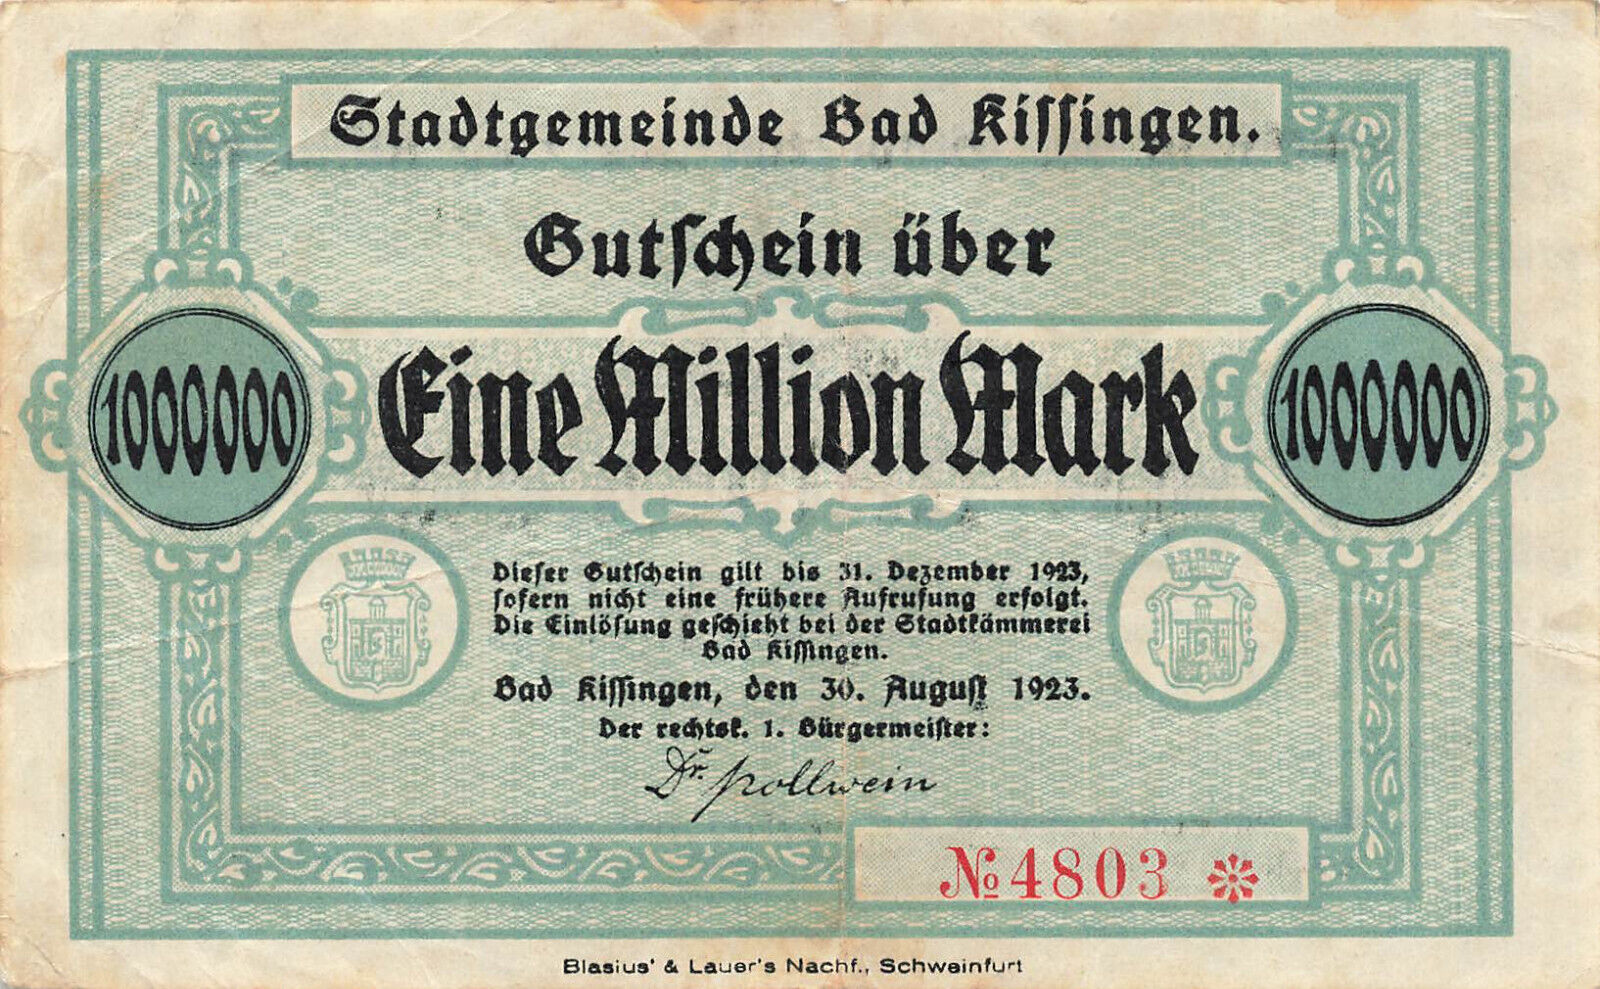 Stadtgemeinde Bad Kissingen.
Gutschein über
Eine Million Mark
1000000
1000000
Dieser Gutschein gilt bis 31. Dezember 1923,
sofern nicht eine frühere Aufrufung erfolgt.
Die Einlösung geschieht bei der Stadtkämmerei
Bad Kissingen.
Bad Kissingen, den 30. August 1923.
Der rechtsk. 1. Bürgermeister:
Dr. Pollwein
№ 4803
Blasius' & Lauer's Nachf., Schweinfurt